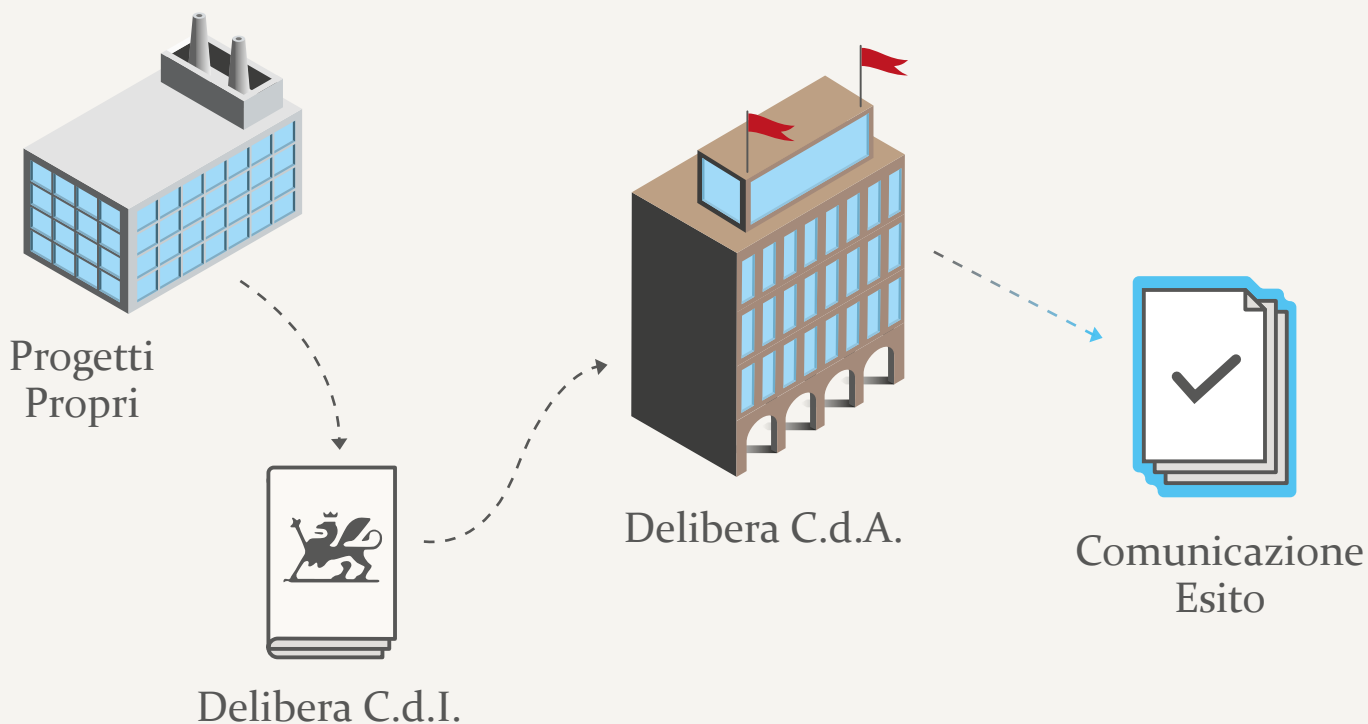 Progetti
Propri
Delibera C.d.I.
Delibera C.d.A.
Comunicazione
Esito